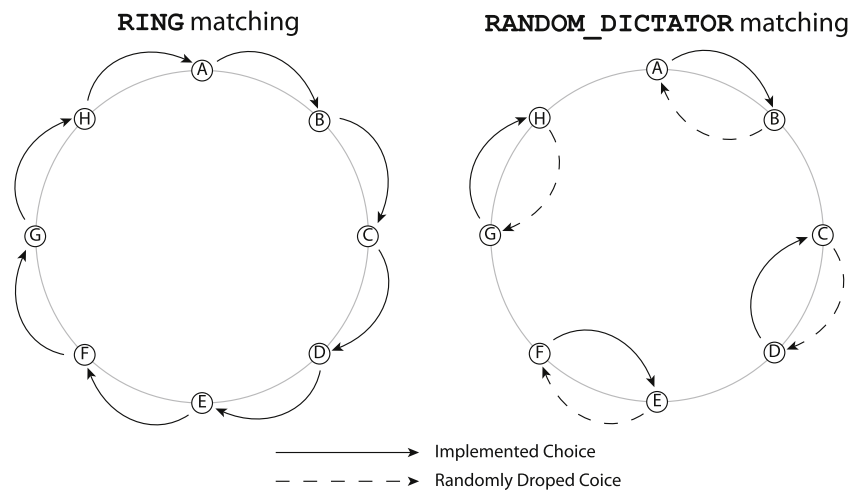 RING matching
RANDOM_DICTATOR matching
A
B
C
D
E
F
G
H
A
B
C
D
E
F
G
H
Implemented Choice
Randomly Droped Coice